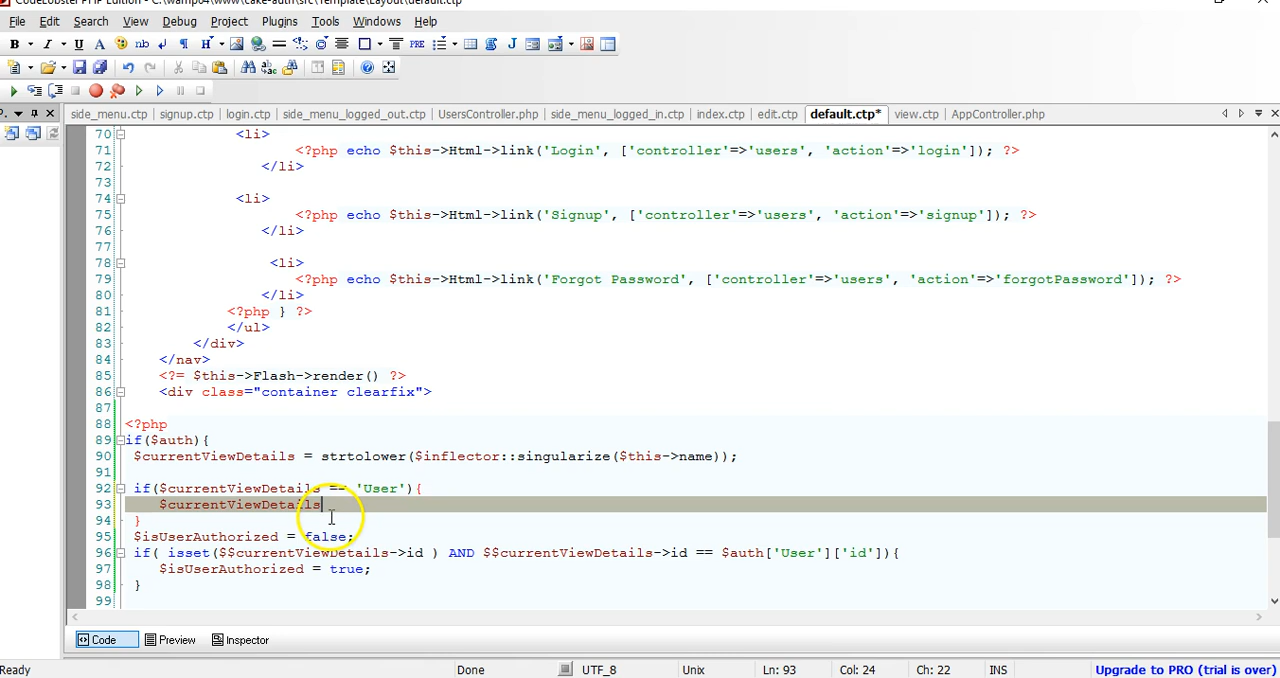 CodeLobster PHP Edition - C:\wamp64\www\cake-auth\src\Template\Layout\default.ctp
File Edit Search View Debug Project Plugins Tools Windows Help
B I U A nb ¶ H PRE J
P.
side_menu.ctp signup.ctp login.ctp side_menu_logged_out.ctp UsersController.php side_menu_logged_in.ctp index.ctp edit.ctp default.ctp* view.ctp AppController.php
70 <li>
71 <?php echo $this->Html->link('Login', ['controller'=>'users', 'action'=>'login']); ?>
72 </li>
73
74 <li>
75 <?php echo $this->Html->link('Signup', ['controller'=>'users', 'action'=>'signup']); ?>
76 </li>
77
78 <li>
79 <?php echo $this->Html->link('Forgot Password', ['controller'=>'users', 'action'=>'forgotPassword']); ?>
80 </li>
81 <?php } ?>
82 </ul>
83 </div>
84 </nav>
85 <?= $this->Flash->render() ?>
86 <div class="container clearfix">
87
88 <?php
89 if($auth){
90 $currentViewDetails = strtolower($inflector::singularize($this->name));
91
92 if($currentViewDetails == 'User'){
93 $currentViewDetails
94 }
95 $isUserAuthorized = false;
96 if( isset($$currentViewDetails->id ) AND $$currentViewDetails->id == $auth['User']['id']){
97 $isUserAuthorized = true;
98 }
99
Code Preview Inspector
Ready Done UTF_8 Unix Ln: 93 Col: 24 Ch: 22 INS Upgrade to PRO (trial is over)